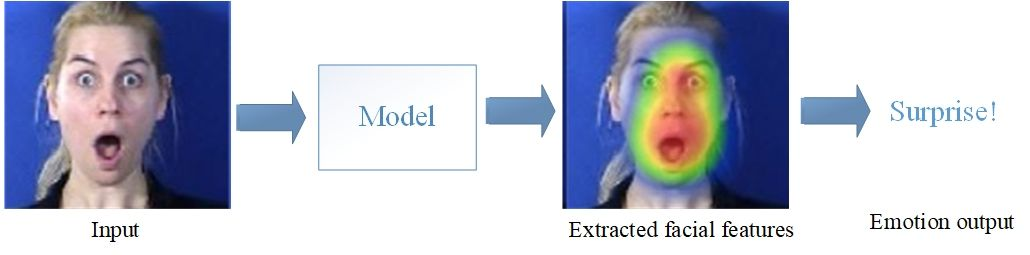 Model
Surprise!
Input
Extracted facial features
Emotion output